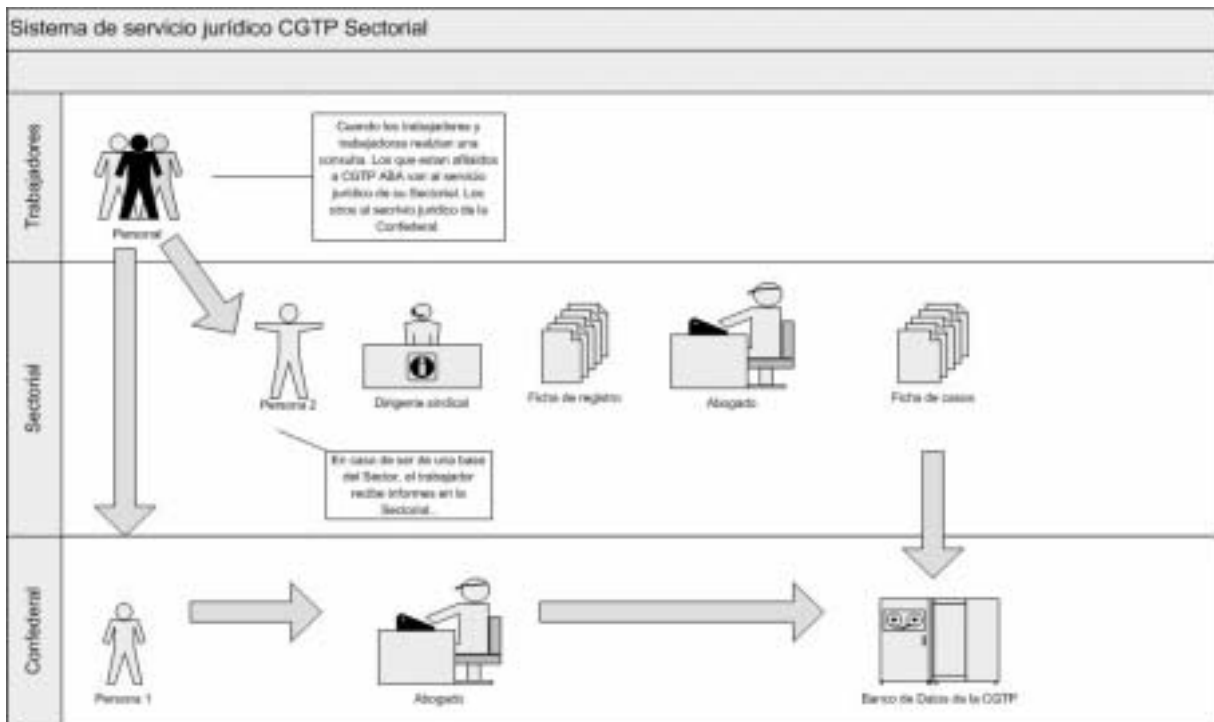 Sistema de servicio jurídico CGTP Sectorial
Trabajadores
Personal
Cuando los trabajadores y
trabajadoras realizan una
consulta. Los que estan afiliados
a CGTP ABA van al servicio
jurídico de su Sectorial. Los
otros al secrivio jurídico de la
Confederal
Sectorial
Persona 2
Dirigente sindical
Ficha de registro
Abogado
Ficha de casos
En caso de ser de una base
del Sector, el trabajador
recibe informes en la
Sectorial..
Confederal
Persona 1
Abogado
Banco de Datos de la CGTP